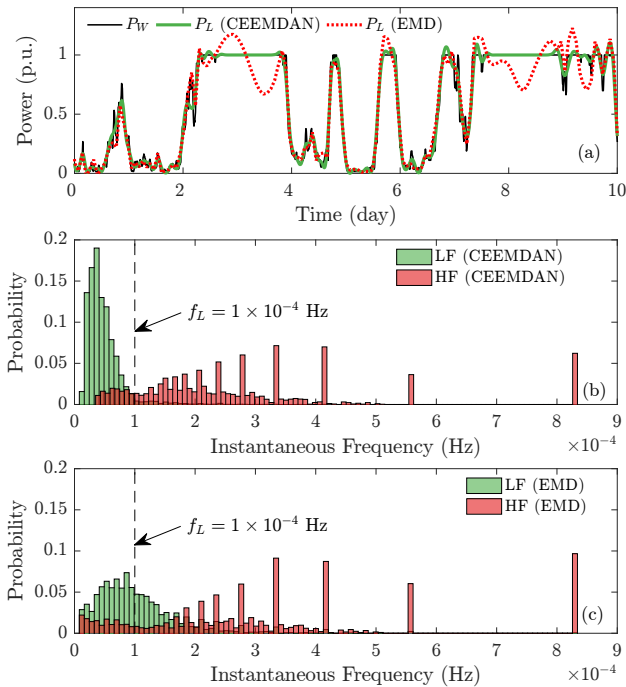 P_W P_L (CEEMDAN) P_L (EMD)
Power (p.u.)
1
0.5
0
(a)
0 2 4 6 8 10
Time (day)
LF (CEEMDAN)
HF (CEEMDAN)
Probability
0.2
0.15
0.1
0.05
0
f_L = 1 × 10^{-4} Hz
(b)
0 1 2 3 4 5 6 7 8 9
Instantaneous Frequency (Hz) ×10^{-4}
LF (EMD)
HF (EMD)
Probability
0.2
0.15
0.1
0.05
0
f_L = 1 × 10^{-4} Hz
(c)
0 1 2 3 4 5 6 7 8 9
Instantaneous Frequency (Hz) ×10^{-4}